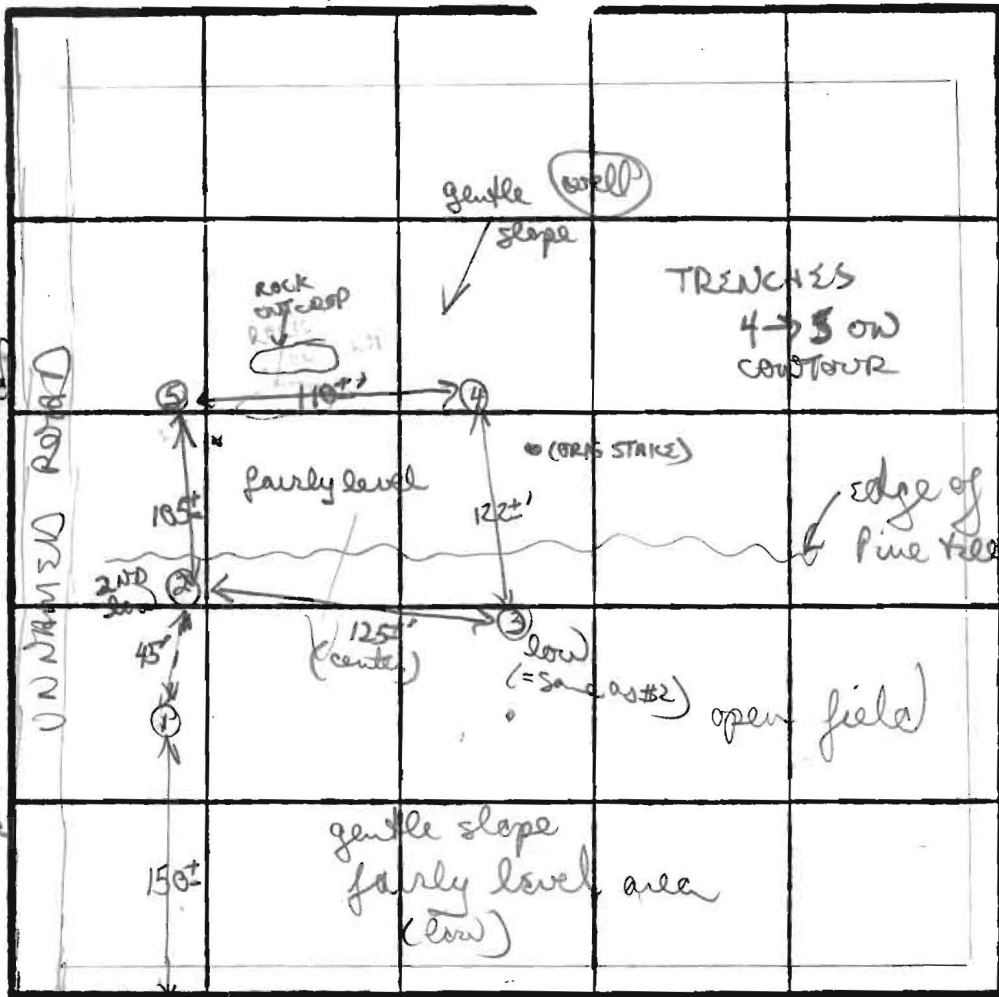 gentle
well
slope
ROCK
OUTCROP
TRENCHES
4 → 5 ON
CONTOUR
UNNAMED ROAD
5
110±'
4
(ORIG STAKE)
fairly level
105±
122±'
edge of
Pine trees
2ND
low
2
125±'
(center)
3
low
(=Same as #2)
45'
1
open field
gentle slope
fairly level area
(low)
150±